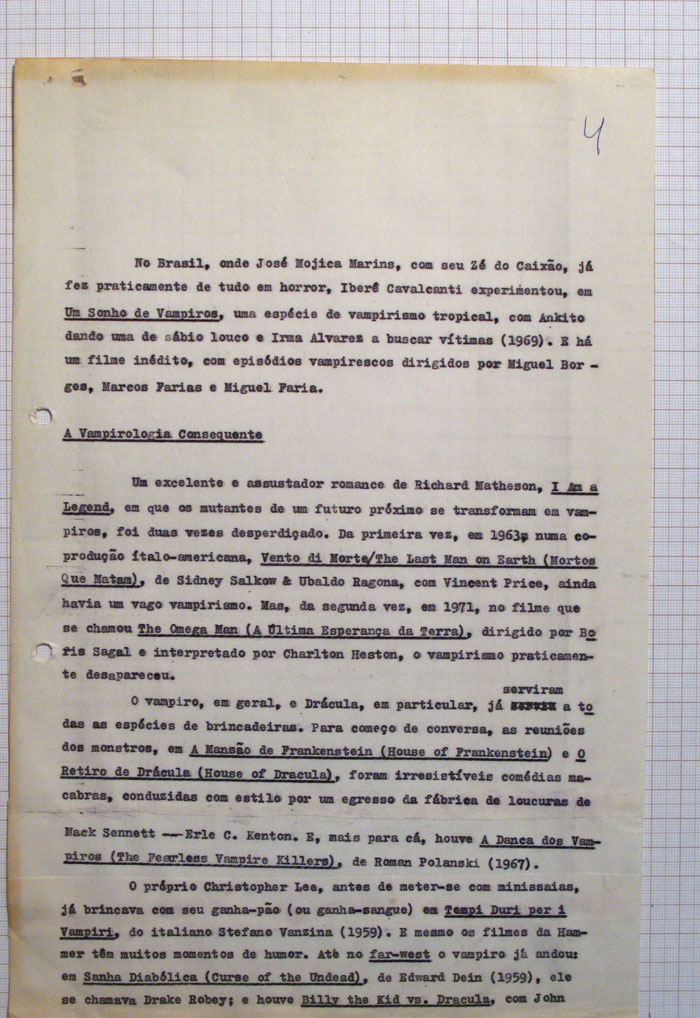 4
No Brasil, onde José Mojica Marins, com seu Zé do Caixão, já
fez praticamente de tudo em horror, Iberê Cavalcanti experimentou, em
Um Sonho de Vampiros, uma espécie de vampirismo tropical, com Ankito
dando uma de sábio louco e Irma Alvarez a buscar vítimas (1969). E há
um filme inédito, com episódios vampirescos dirigidos por Miguel Bor -
ges, Marcos Farias e Miguel Faria.
A Vampirologia Consequente
Um excelente e assustador romance de Richard Matheson, I Am a
Legend, em que os mutantes de um futuro próximo se transformam em vam-
piros, foi duas vezes desperdiçado. Da primeira vez, em 1963, numa co-
produção ítalo-americana, Vento di Morte/The Last Man on Earth (Mortos
Que Matam), de Sidney Salkow & Ubaldo Ragona, com Vincent Price, ainda
havia um vago vampirismo. Mas, da segunda vez, em 1971, no filme que
se chamou The Omega Man (A Última Esperança da Terra), dirigido por Bo
ris Sagal e interpretado por Charlton Heston, o vampirismo praticamen-
te desapareceu.
serviram
O vampiro, em geral, e Drácula, em particular, já a to
das as espécies de brincadeiras. Para começo de conversa, as reuniões
dos monstros, em A Mansão de Frankenstein (House of Frankenstein) e O
Retiro de Drácula (House of Dracula), foram irresistíveis comédias ma-
cabras, conduzidas com estilo por um egresso da fábrica de loucuras de
Mack Sennett -- Erle C. Kenton. E, mais para cá, houve A Danca dos Vam-
piros (The Fearless Vampire Killers), de Roman Polanski (1967).
O próprio Christopher Lee, antes de meter-se com minissaias,
já brincava com seu ganha-pão (ou ganha-sangue) em Tempi Duri per i
Vampiri, do italiano Stefano Vanzina (1959). E mesmo os filmes da Ham-
mer têm muitos momentos de humor. Até no far-west o vampiro já andou:
em Sanha Diabólica (Curse of the Undead), de Edward Dein (1959), ele
se chamava Drake Robey; e houve Billy the Kid vs. Dracula, com John